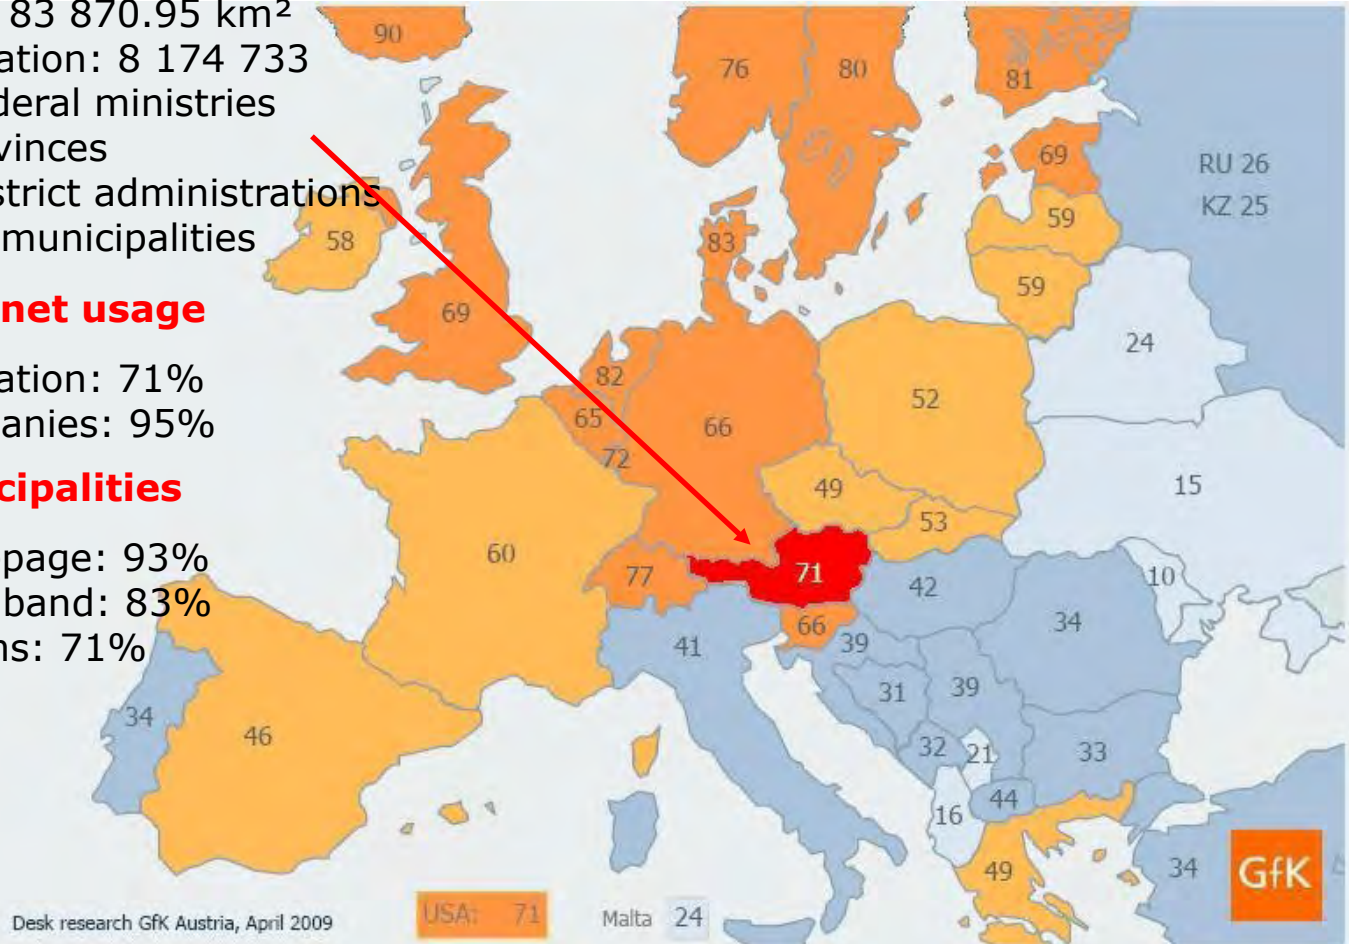 83 870.95 km²
ation: 8 174 733
deral ministries
vinces
strict administrations
municipalities
net usage
ation: 71%
anies: 95%
cipalities
page: 93%
band: 83%
ns: 71%
90
76
80
81
RU 26
KZ 25
69
59
59
58
83
69
24
82
65
72
66
52
49
53
15
60
77
71
42
10
66
39
34
41
31
39
34
46
32
21
33
44
16
49
34
GfK
Desk research GfK Austria, April 2009
USA: 71
Malta 24